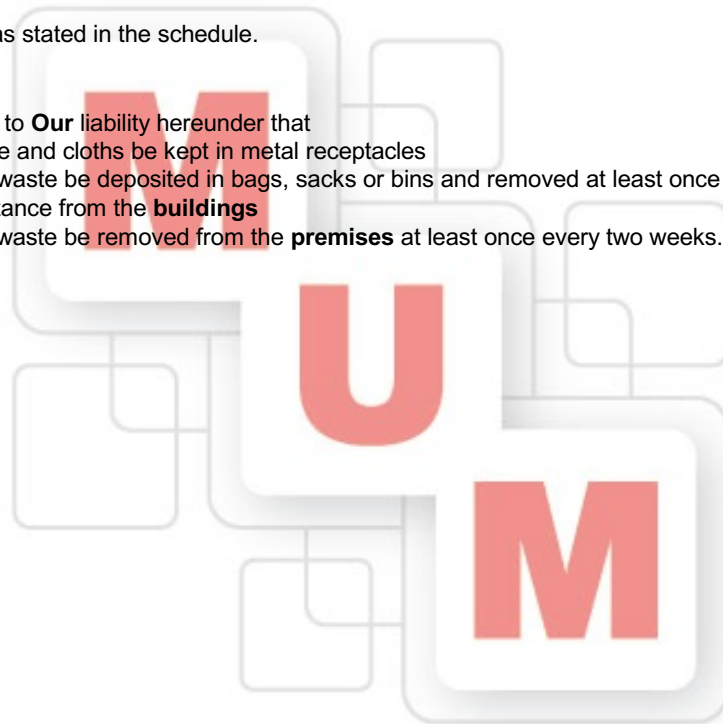 as stated in the schedule.
to Our liability hereunder that
e and cloths be kept in metal receptacles
waste be deposited in bags, sacks or bins and removed at least once
tance from the buildings
waste be removed from the premises at least once every two weeks.
M
U
M